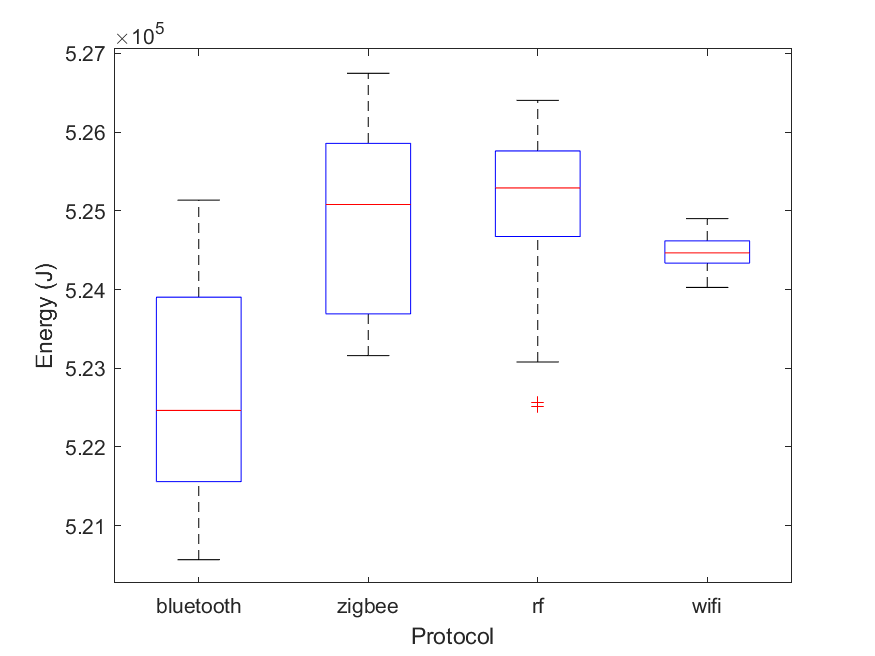 ×10^5
5.27
5.26
5.25
5.24
5.23
5.22
5.21
Energy (J)
bluetooth zigbee rf wifi
Protocol